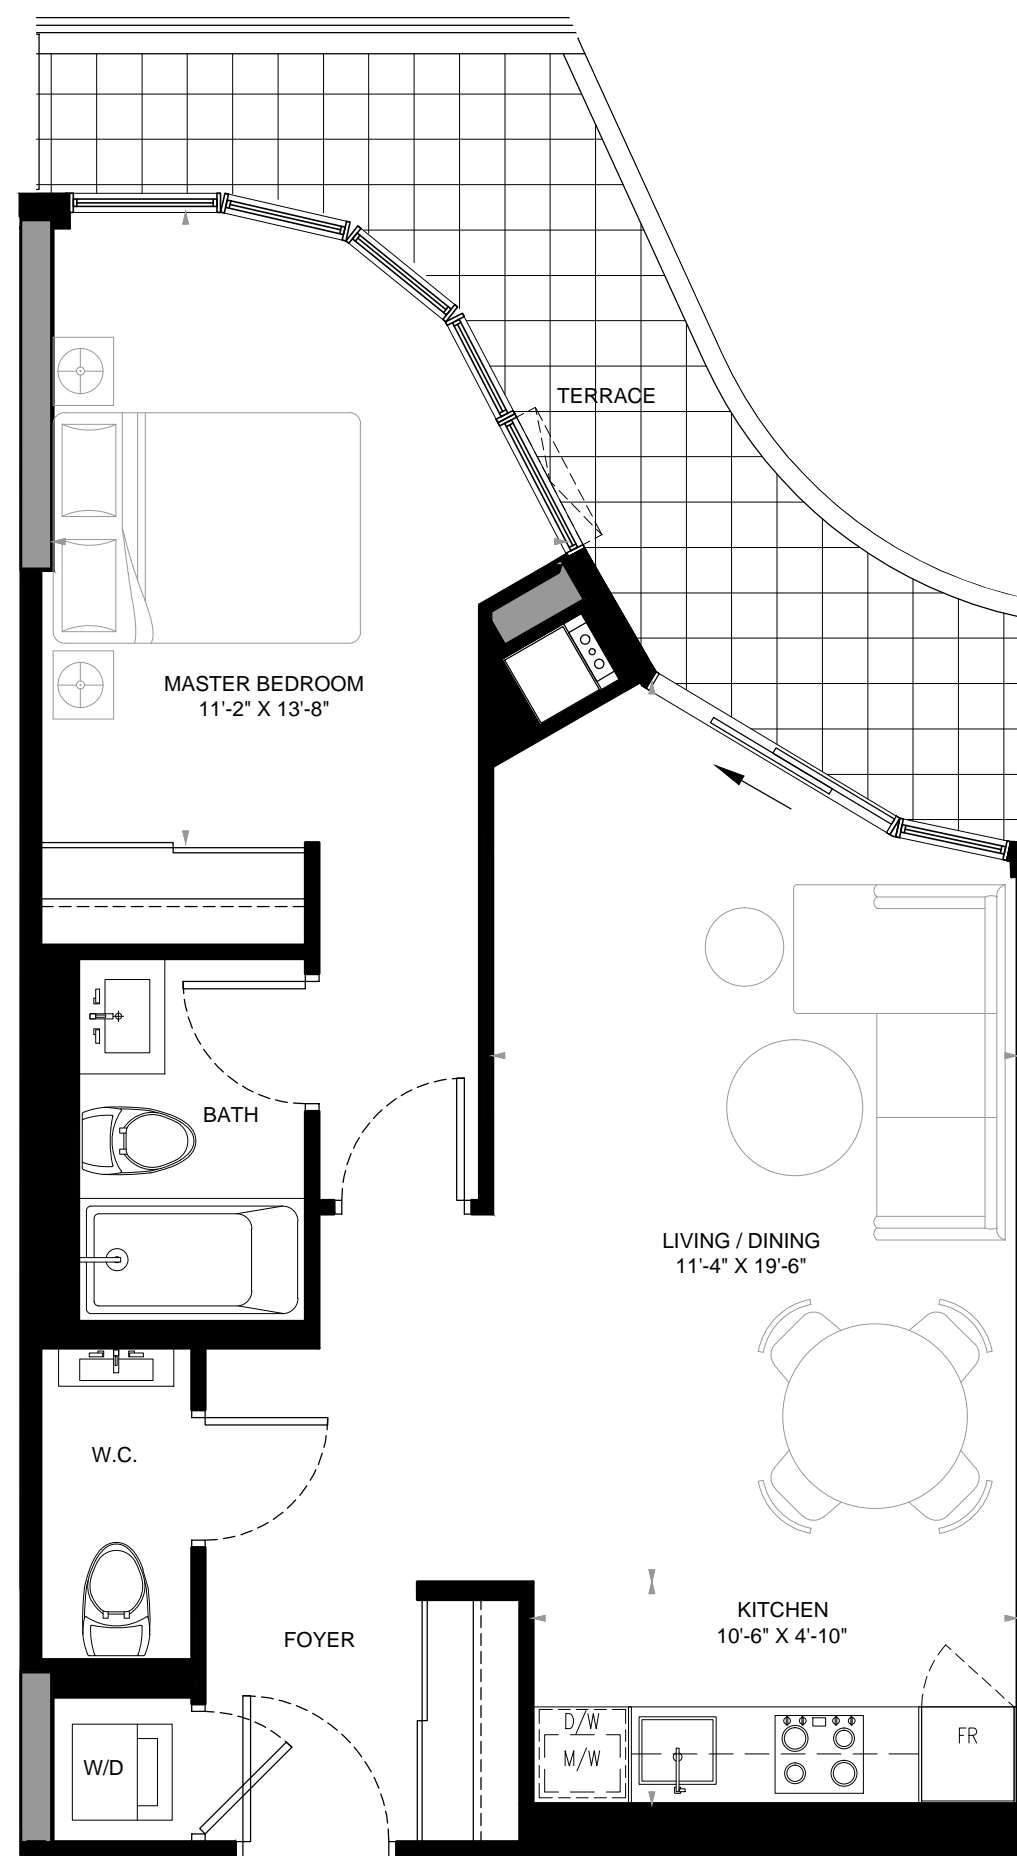 TERRACE
MASTER BEDROOM
11'-2" X 13'-8"
BATH
LIVING / DINING
11'-4" X 19'-6"
W.C.
KITCHEN
10'-6" X 4'-10"
FOYER
D/W
M/W
FR
W/D